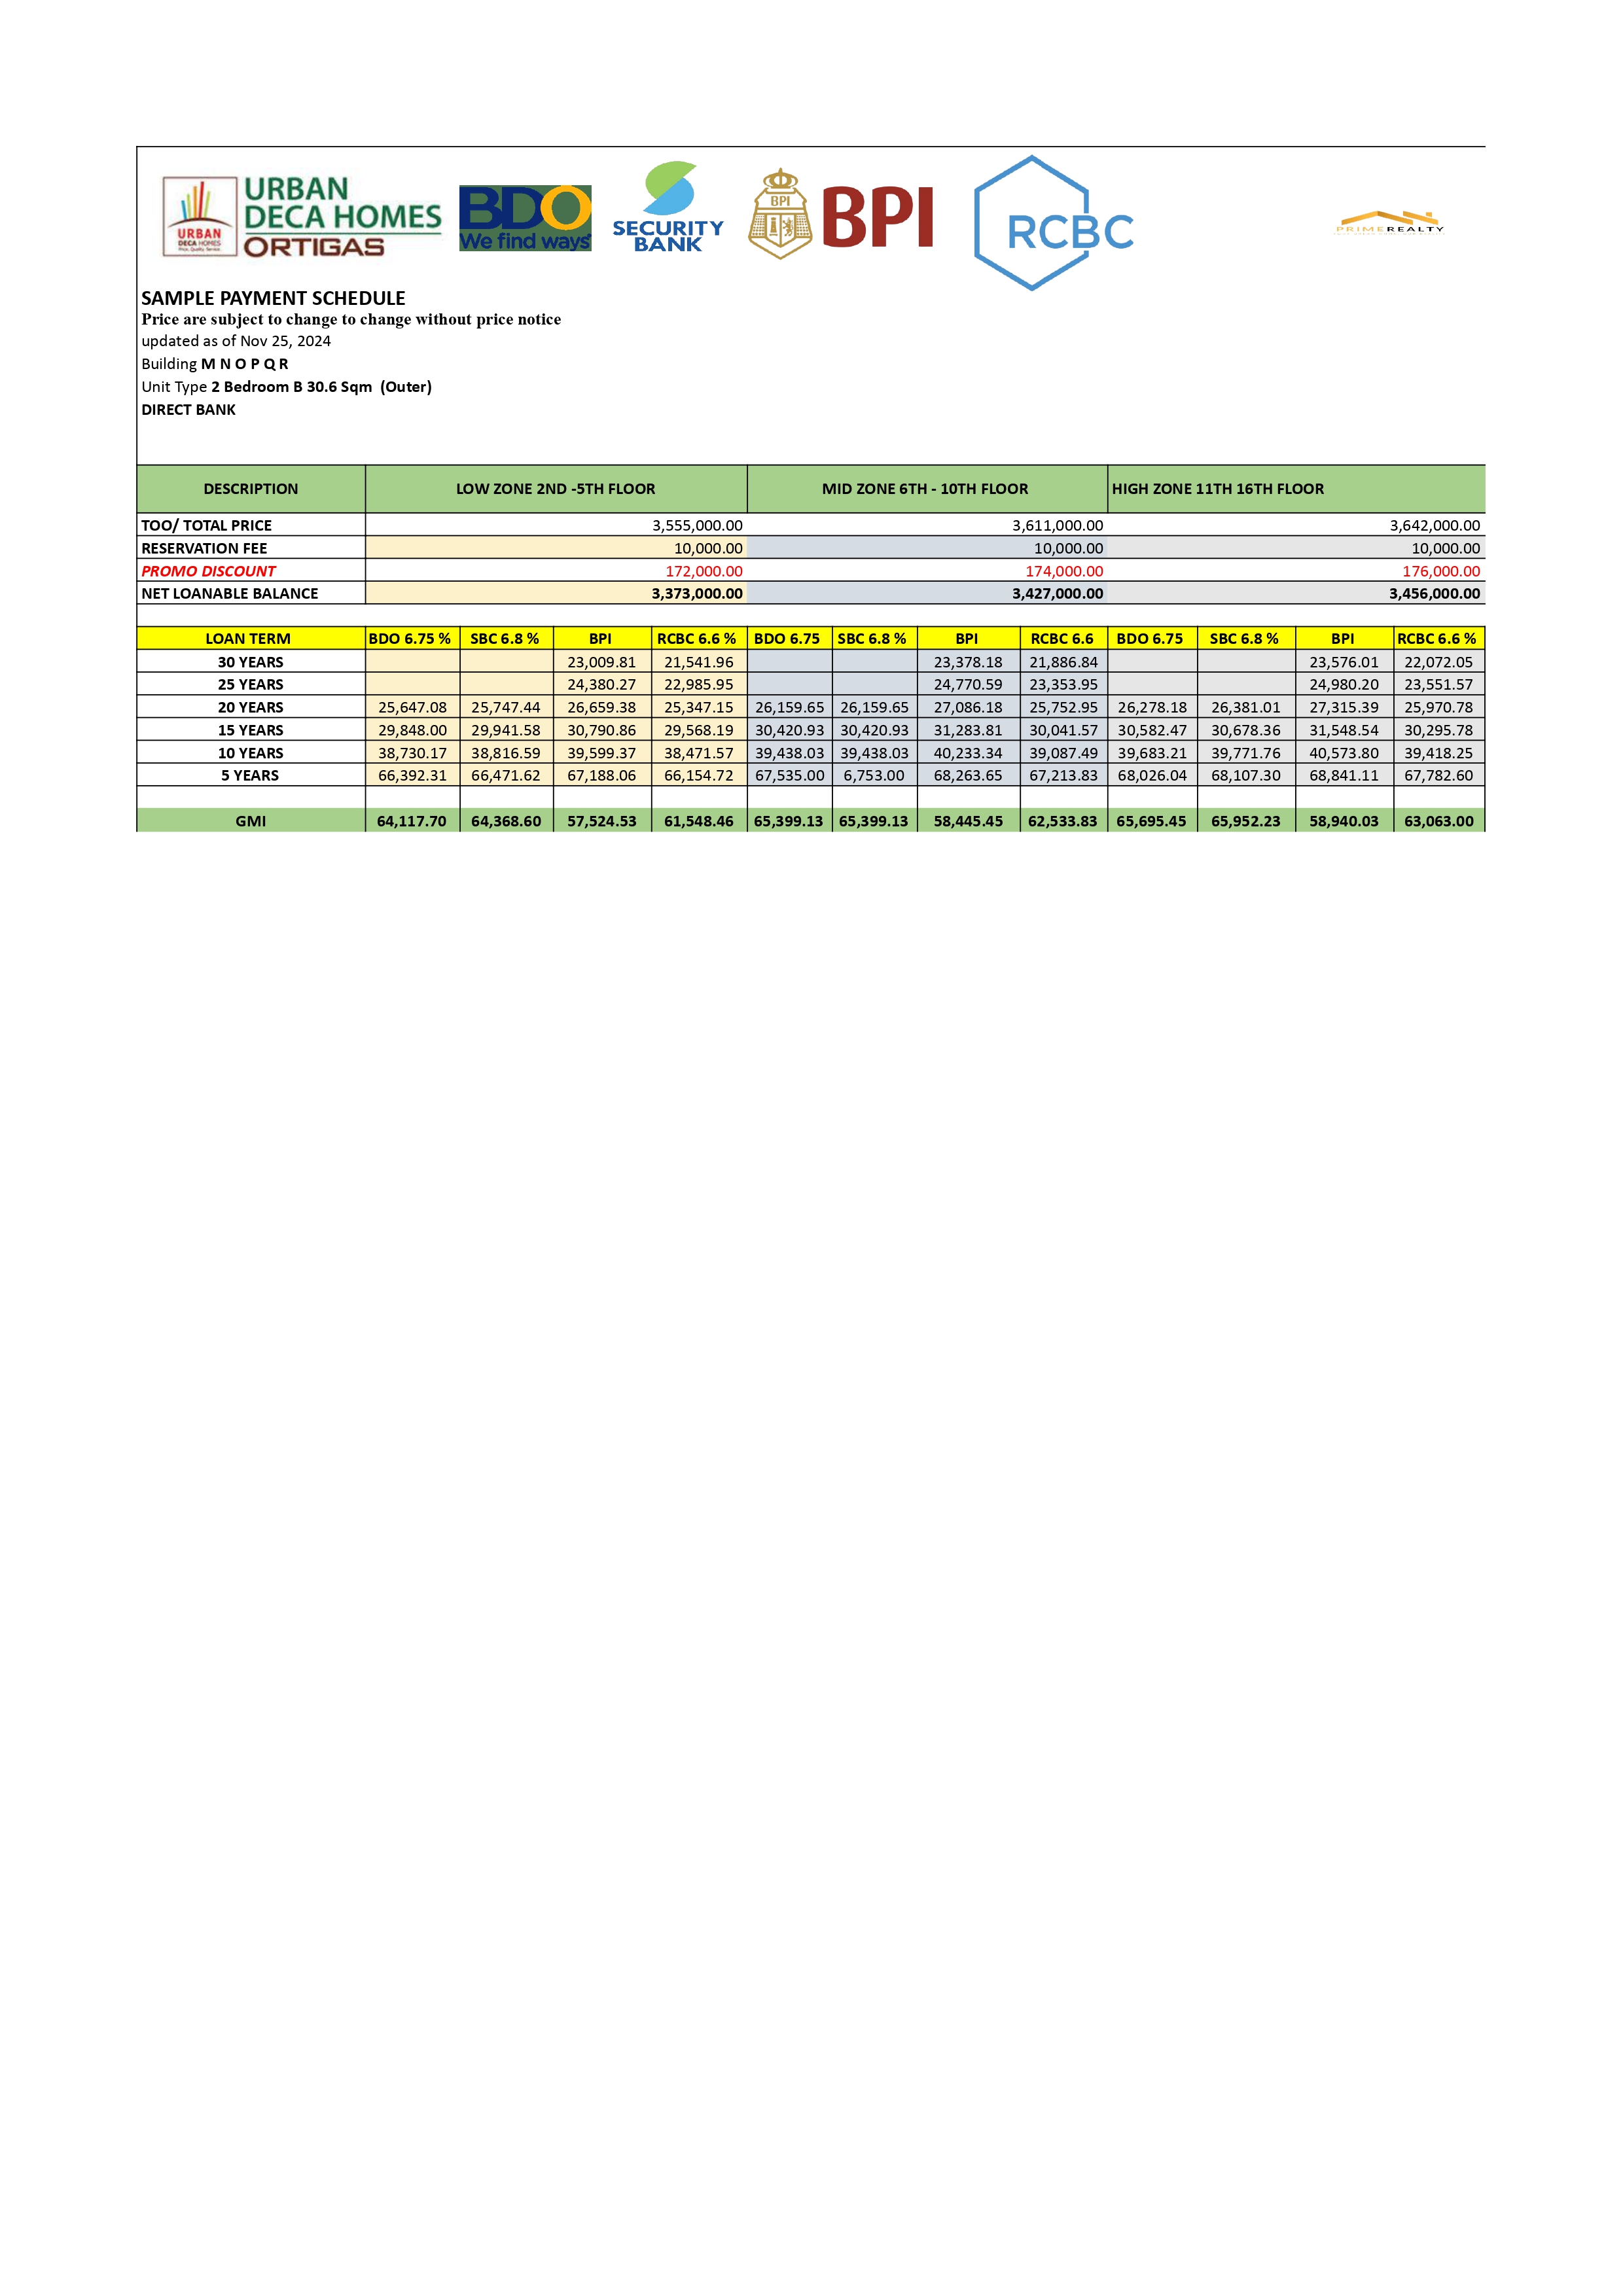 URBAN
DECA HOMES
ORTIGAS
URBAN
DECA HOMES
BDO
We find ways
SECURITY
BANK
BPI
BPI
RCBC
PRIMEREALTY
SAMPLE PAYMENT SCHEDULE
Price are subject to change to change without price notice
updated as of Nov 25, 2024
Building M N O P Q R
Unit Type 2 Bedroom B 30.6 Sqm (Outer)
DIRECT BANK
DESCRIPTION LOW ZONE 2ND -5TH FLOOR MID ZONE 6TH - 10TH FLOOR HIGH ZONE 11TH 16TH FLOOR
TOO/ TOTAL PRICE 3,555,000.00 3,611,000.00 3,642,000.00
RESERVATION FEE 10,000.00 10,000.00 10,000.00
PROMO DISCOUNT 172,000.00 174,000.00 176,000.00
NET LOANABLE BALANCE 3,373,000.00 3,427,000.00 3,456,000.00
LOAN TERM BDO 6.75 % SBC 6.8 % BPI RCBC 6.6 % BDO 6.75 SBC 6.8 % BPI RCBC 6.6 BDO 6.75 SBC 6.8 % BPI RCBC 6.6 %
30 YEARS 23,009.81 21,541.96 23,378.18 21,886.84 23,576.01 22,072.05
25 YEARS 24,380.27 22,985.95 24,770.59 23,353.95 24,980.20 23,551.57
20 YEARS 25,647.08 25,747.44 26,659.38 25,347.15 26,159.65 26,159.65 27,086.18 25,752.95 26,278.18 26,381.01 27,315.39 25,970.78
15 YEARS 29,848.00 29,941.58 30,790.86 29,568.19 30,420.93 30,420.93 31,283.81 30,041.57 30,582.47 30,678.36 31,548.54 30,295.78
10 YEARS 38,730.17 38,816.59 39,599.37 38,471.57 39,438.03 39,438.03 40,233.34 39,087.49 39,683.21 39,771.76 40,573.80 39,418.25
5 YEARS 66,392.31 66,471.62 67,188.06 66,154.72 67,535.00 6,753.00 68,263.65 67,213.83 68,026.04 68,107.30 68,841.11 67,782.60
GMI 64,117.70 64,368.60 57,524.53 61,548.46 65,399.13 65,399.13 58,445.45 62,533.83 65,695.45 65,952.23 58,940.03 63,063.00